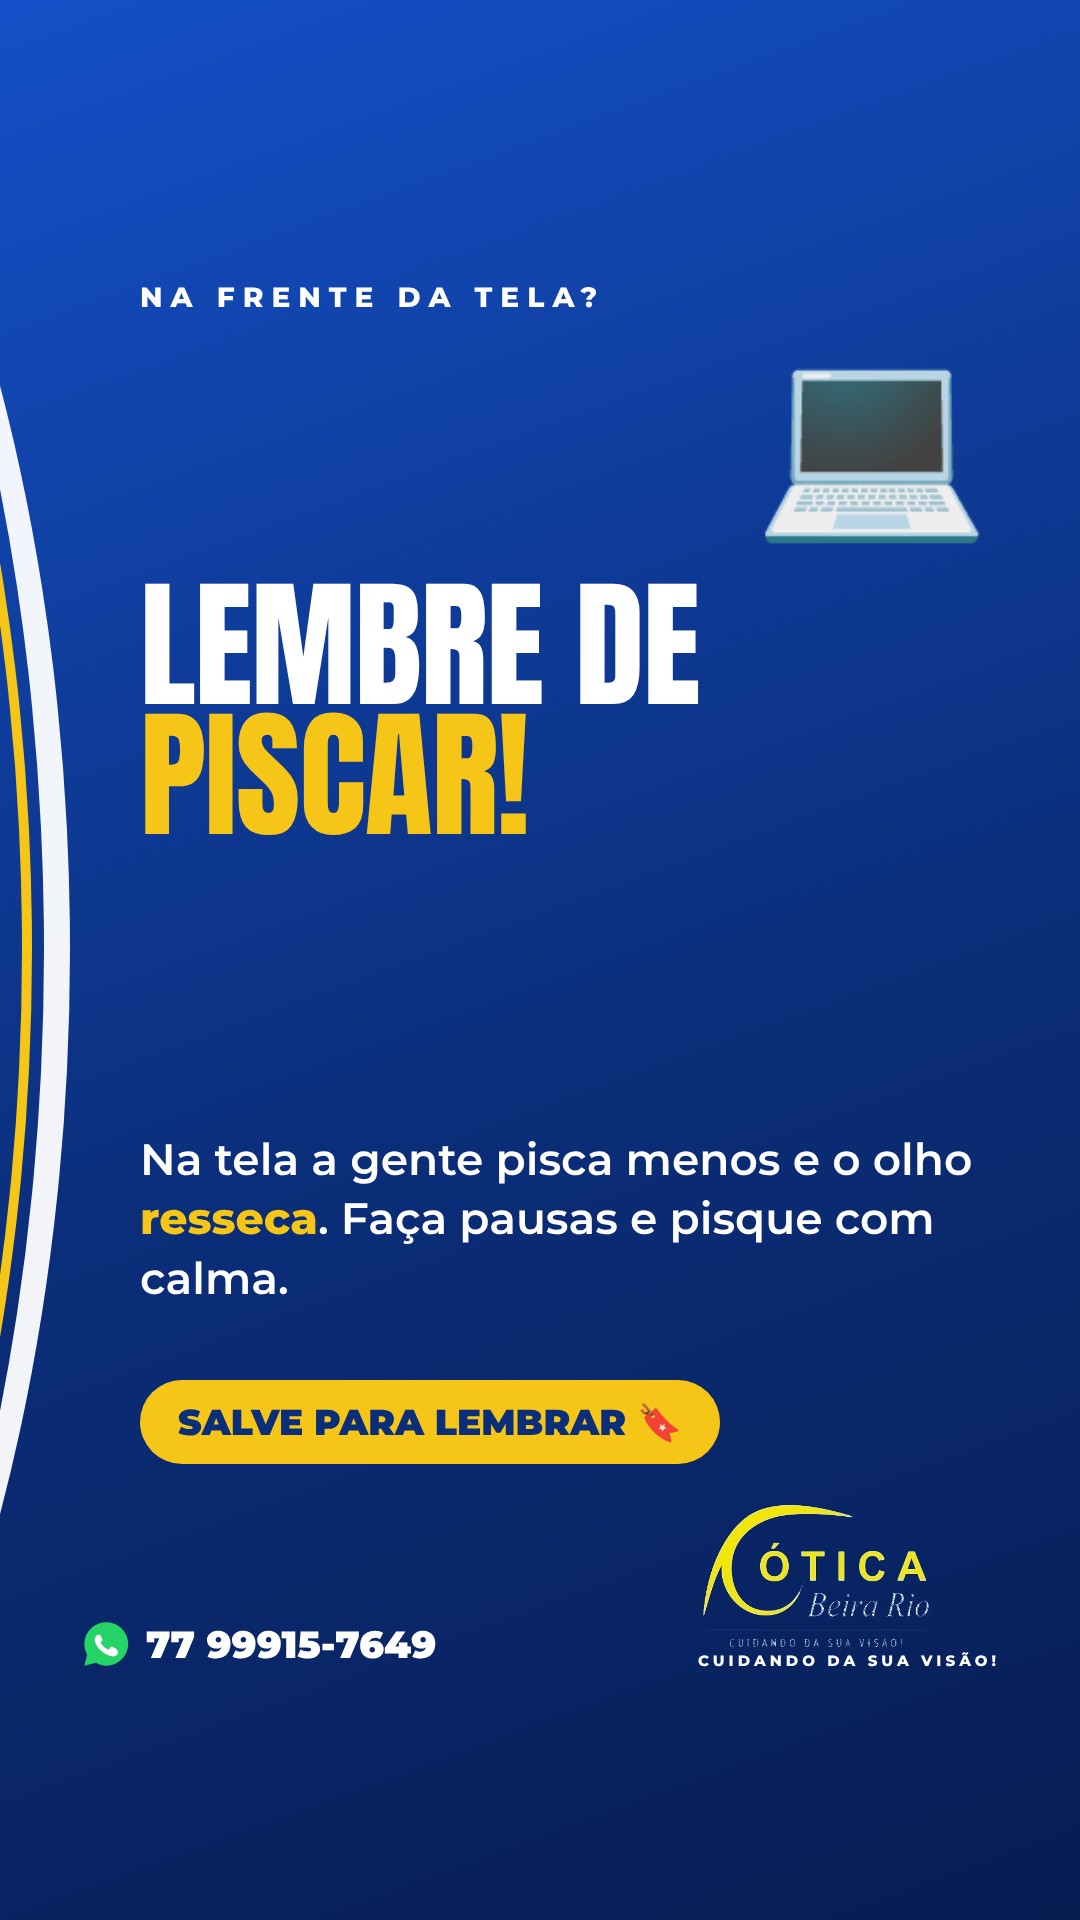 NA FRENTE DA TELA?
LEMBRE DE
PISCAR!
Na tela a gente pisca menos e o olho
resseca. Faça pausas e pisque com
calma.
SALVE PARA LEMBRAR
ÓTICA
Beira Rio
CUIDANDO DA SUA VISÃO!
77 99915-7649
CUIDANDO DA SUA VISÃO!